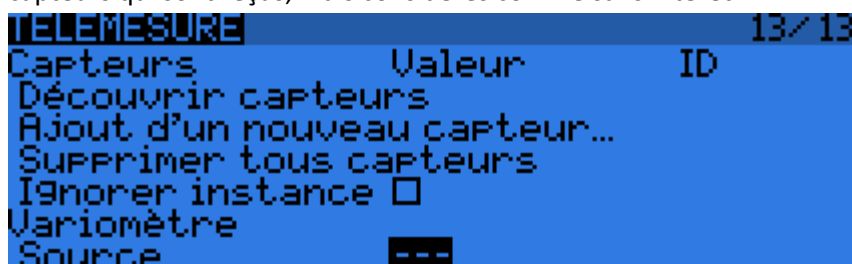 TELEMESURE 13/13
Capteurs Valeur ID
Découvrir capteurs
Ajout d'un nouveau capteur...
Supprimer tous capteurs
Ignorer instance
Variomètre
Source ---